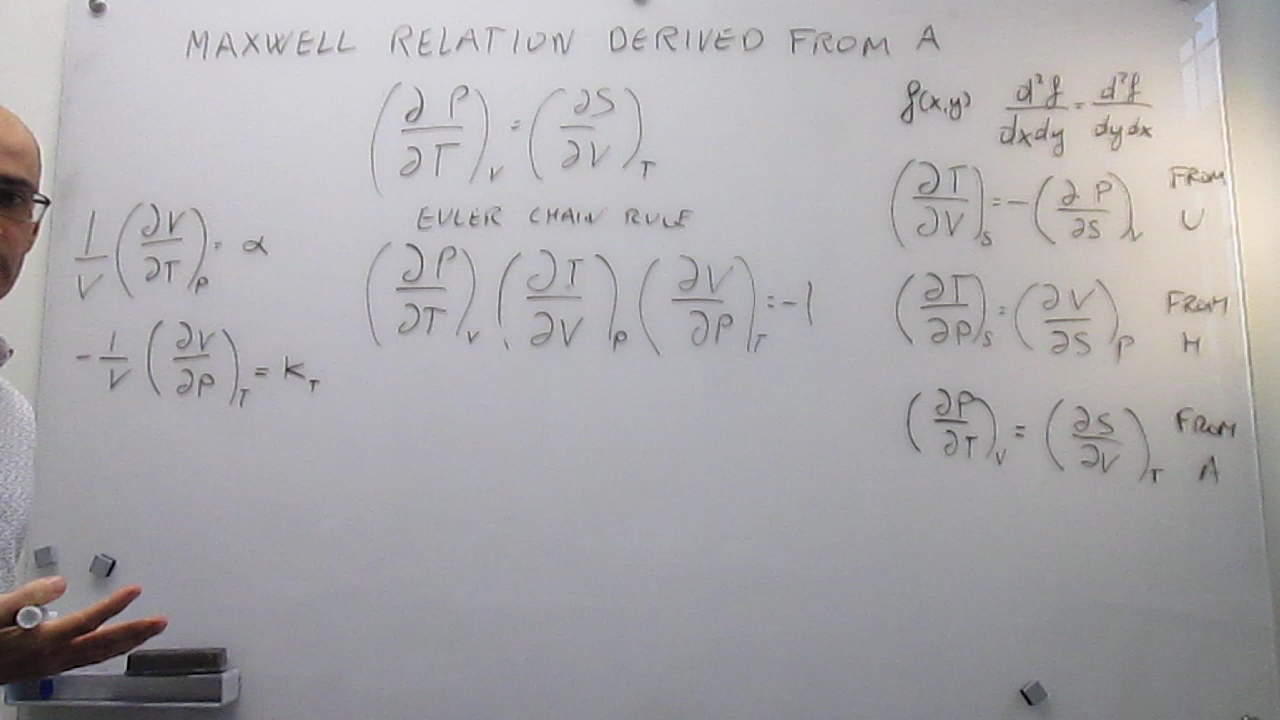 MAXWELL RELATION DERIVED FROM A
(∂P/∂T)_V = (∂S/∂V)_T
EULER CHAIN RULE
(∂P/∂T)_V (∂T/∂V)_P (∂V/∂P)_T = -1
1/V (∂V/∂T)_P = α
-1/V (∂V/∂P)_T = K_T
f(x,y) d²f/dxdy = d²f/dydx
(∂T/∂V)_S = -(∂P/∂S)_V FROM U
(∂T/∂P)_S = (∂V/∂S)_P FROM H
(∂P/∂T)_V = (∂S/∂V)_T FROM A